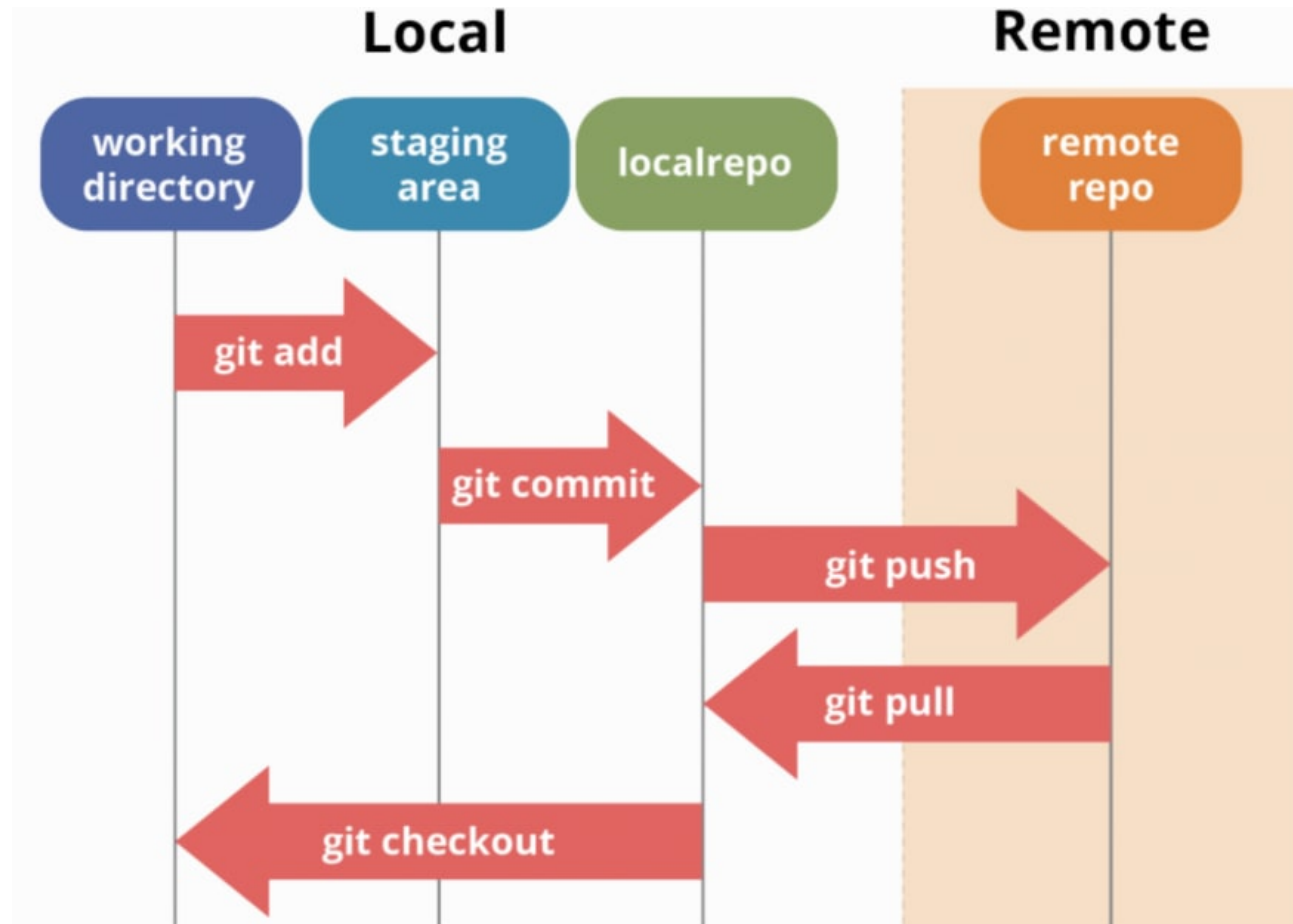 Local
Remote
working
directory
staging
area
localrepo
remote
repo
git add
git commit
git push
git pull
git checkout